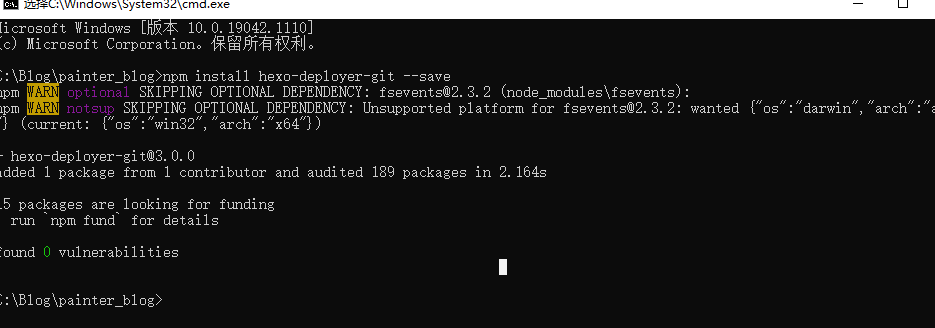 选择C:\Windows\System32\cmd.exe
Microsoft Windows [版本 10.0.19042.1110]
(c) Microsoft Corporation。保留所有权利。
C:\Blog\painter_blog>npm install hexo-deployer-git --save
npm WARN optional SKIPPING OPTIONAL DEPENDENCY: fsevents@2.3.2 (node_modules\fsevents):
npm WARN notsup SKIPPING OPTIONAL DEPENDENCY: Unsupported platform for fsevents@2.3.2: wanted {"os":"darwin","arch":"a
"} (current: {"os":"win32","arch":"x64"})
+ hexo-deployer-git@3.0.0
added 1 package from 1 contributor and audited 189 packages in 2.164s
15 packages are looking for funding
run `npm fund` for details
found 0 vulnerabilities
C:\Blog\painter_blog>